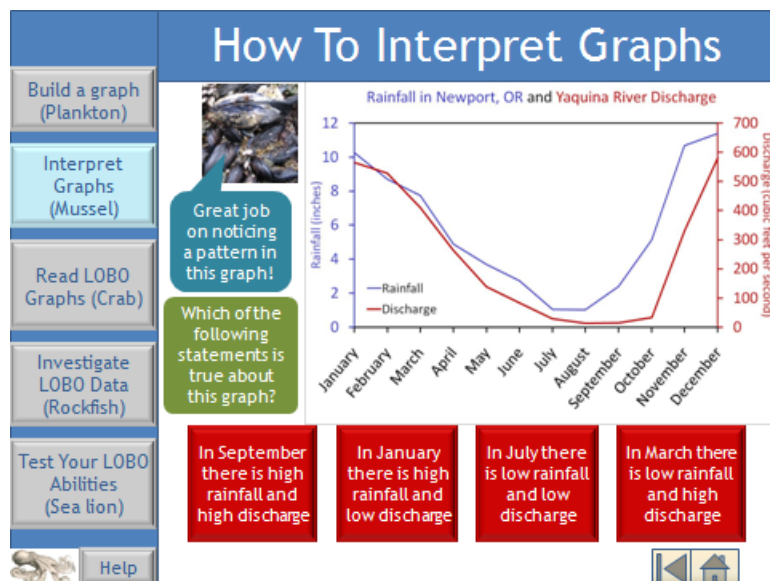 How To Interpret Graphs
Build a graph
(Plankton)
Interpret
Graphs
(Mussel)
Read LOBO
Graphs (Crab)
Investigate
LOBO Data
(Rockfish)
Test Your LOBO
Abilities
(Sea lion)
Help
Great job
on noticing
a pattern in
this graph!
Which of the
following
statements is
true about
this graph?
Rainfall in Newport, OR and Yaquina River Discharge
Rainfall (inches)
12
10
8
6
4
2
0
Rainfall
Discharge
700
600
500
400
300
200
100
0
Discharge (cubic feet per second)
January
February
March
April
May
June
July
August
September
October
November
December
In September
there is high
rainfall and
high discharge
In January
there is high
rainfall and
low discharge
In July there
is low rainfall
and low
discharge
In March there
is low rainfall
and high
discharge